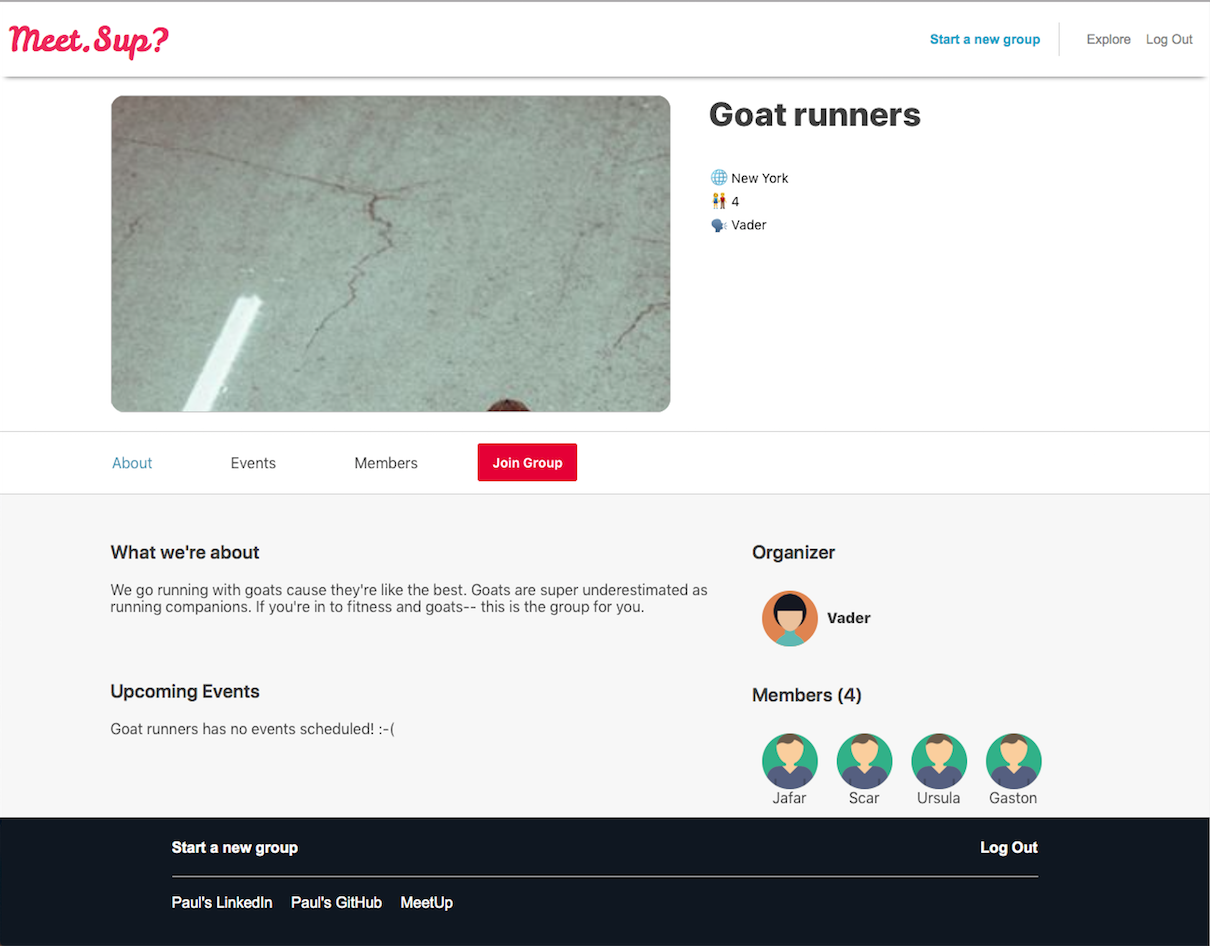 Meet.Sup?
Start a new group
Explore
Log Out
Goat runners
New York
4
Vader
About
Events
Members
Join Group
What we're about
We go running with goats cause they're like the best. Goats are super underestimated as
running companions. If you're in to fitness and goats-- this is the group for you.
Upcoming Events
Goat runners has no events scheduled! :-(
Organizer
Vader
Members (4)
Jafar
Scar
Ursula
Gaston
Start a new group
Log Out
Paul's LinkedIn
Paul's GitHub
MeetUp